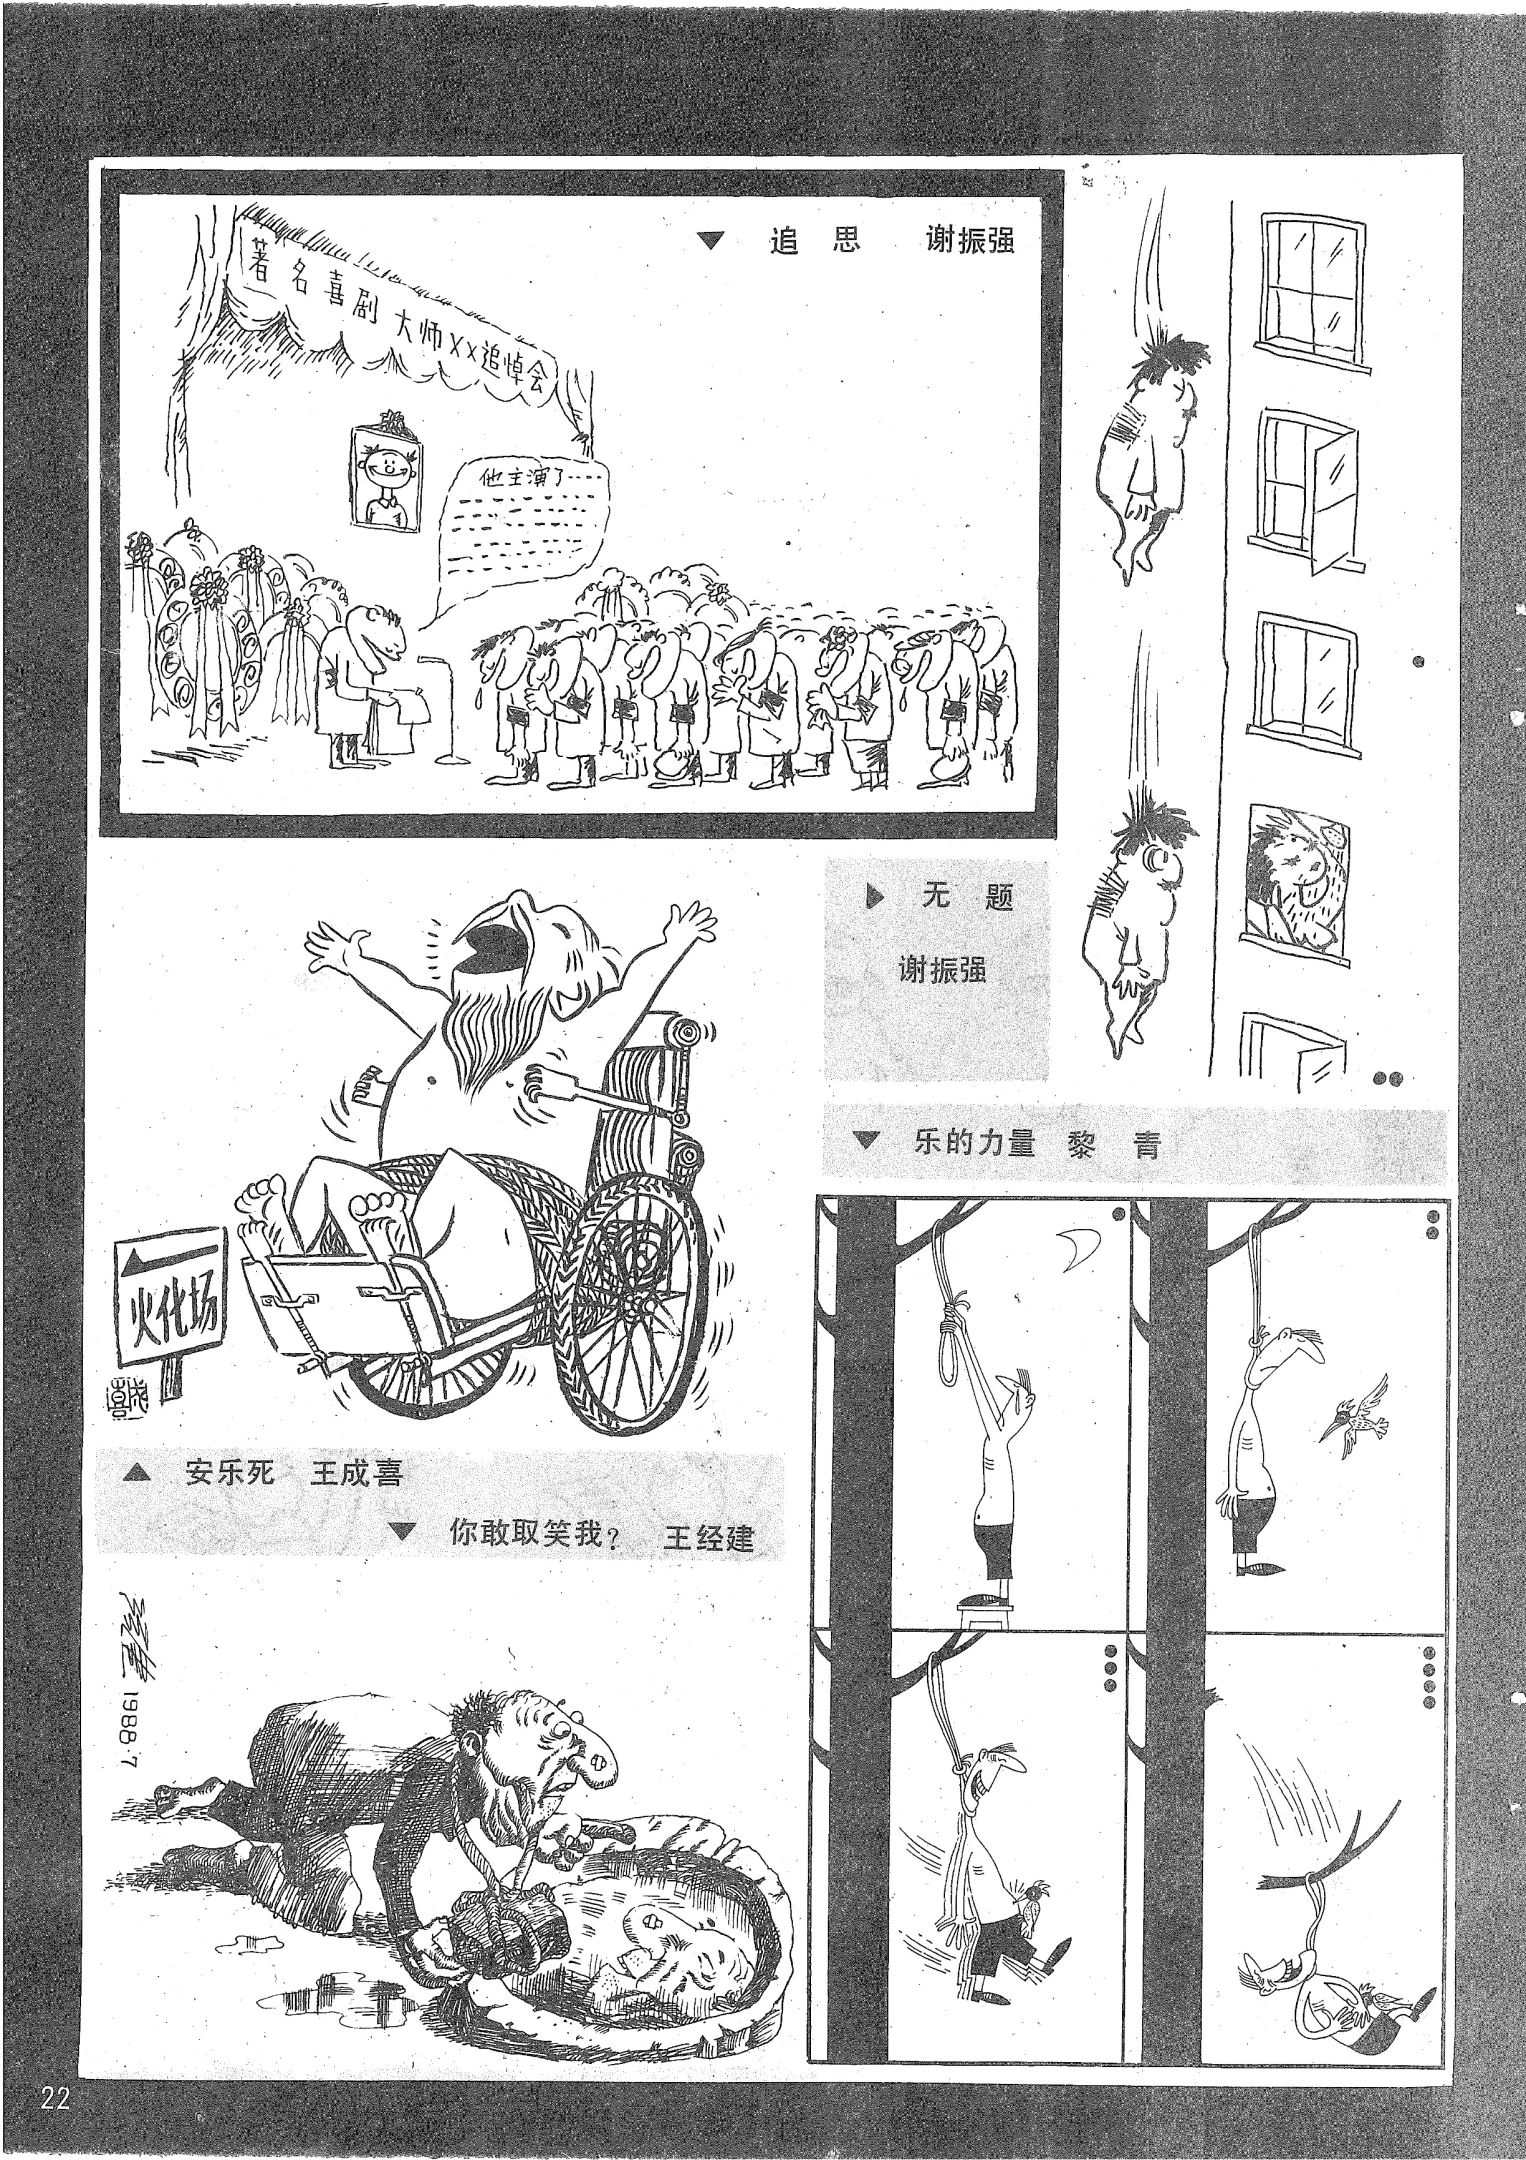 ▼ 追 思 谢振强
著名喜剧大师××追悼会
他主演了……
▶ 无 题
谢振强
▼ 乐的力量 黎 青
火化场
▲ 安乐死 王成喜
▼ 你敢取笑我? 王经建
1988.7
22